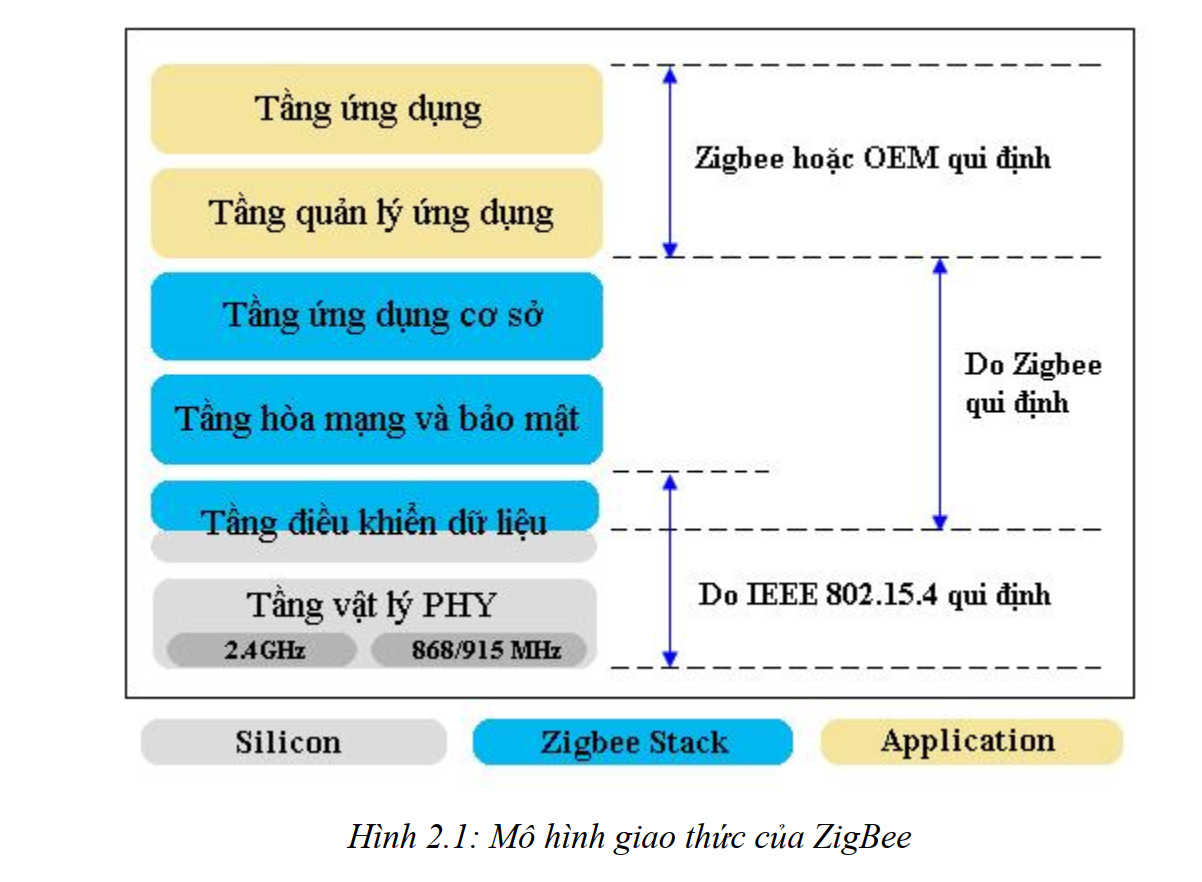 Tầng ứng dụng
Zigbee hoặc OEM qui định
Tầng quản lý ứng dụng
Tầng ứng dụng cơ sở
Do Zigbee
qui định
Tầng hòa mạng và bảo mật
Tầng điều khiển dữ liệu
Do IEEE 802.15.4 qui định
Tầng vật lý PHY
2.4GHz
868/915 MHz
Silicon
Zigbee Stack
Application
Hình 2.1: Mô hình giao thức của ZigBee